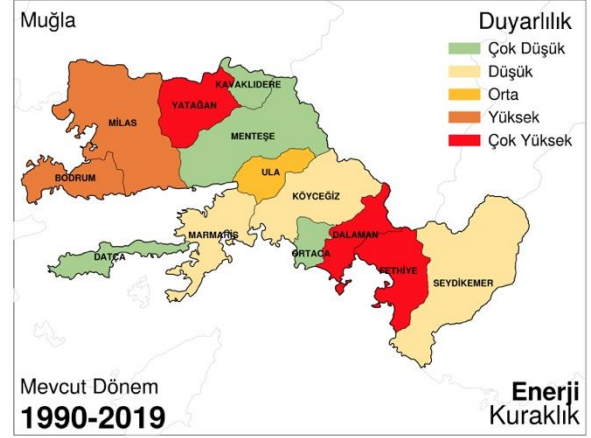 Muğla
Duyarlılık
Çok Düşük
Düşük
Orta
Yüksek
Çok Yüksek
KAVAKLIDERE
YATAĞAN
MİLAS
MENTEŞE
ULA
BODRUM
KÖYCEĞİZ
MARMARİS
DALAMAN
ORTACA
DATÇA
FETHİYE
SEYDİKEMER
Mevcut Dönem
1990-2019
Enerji
Kuraklık